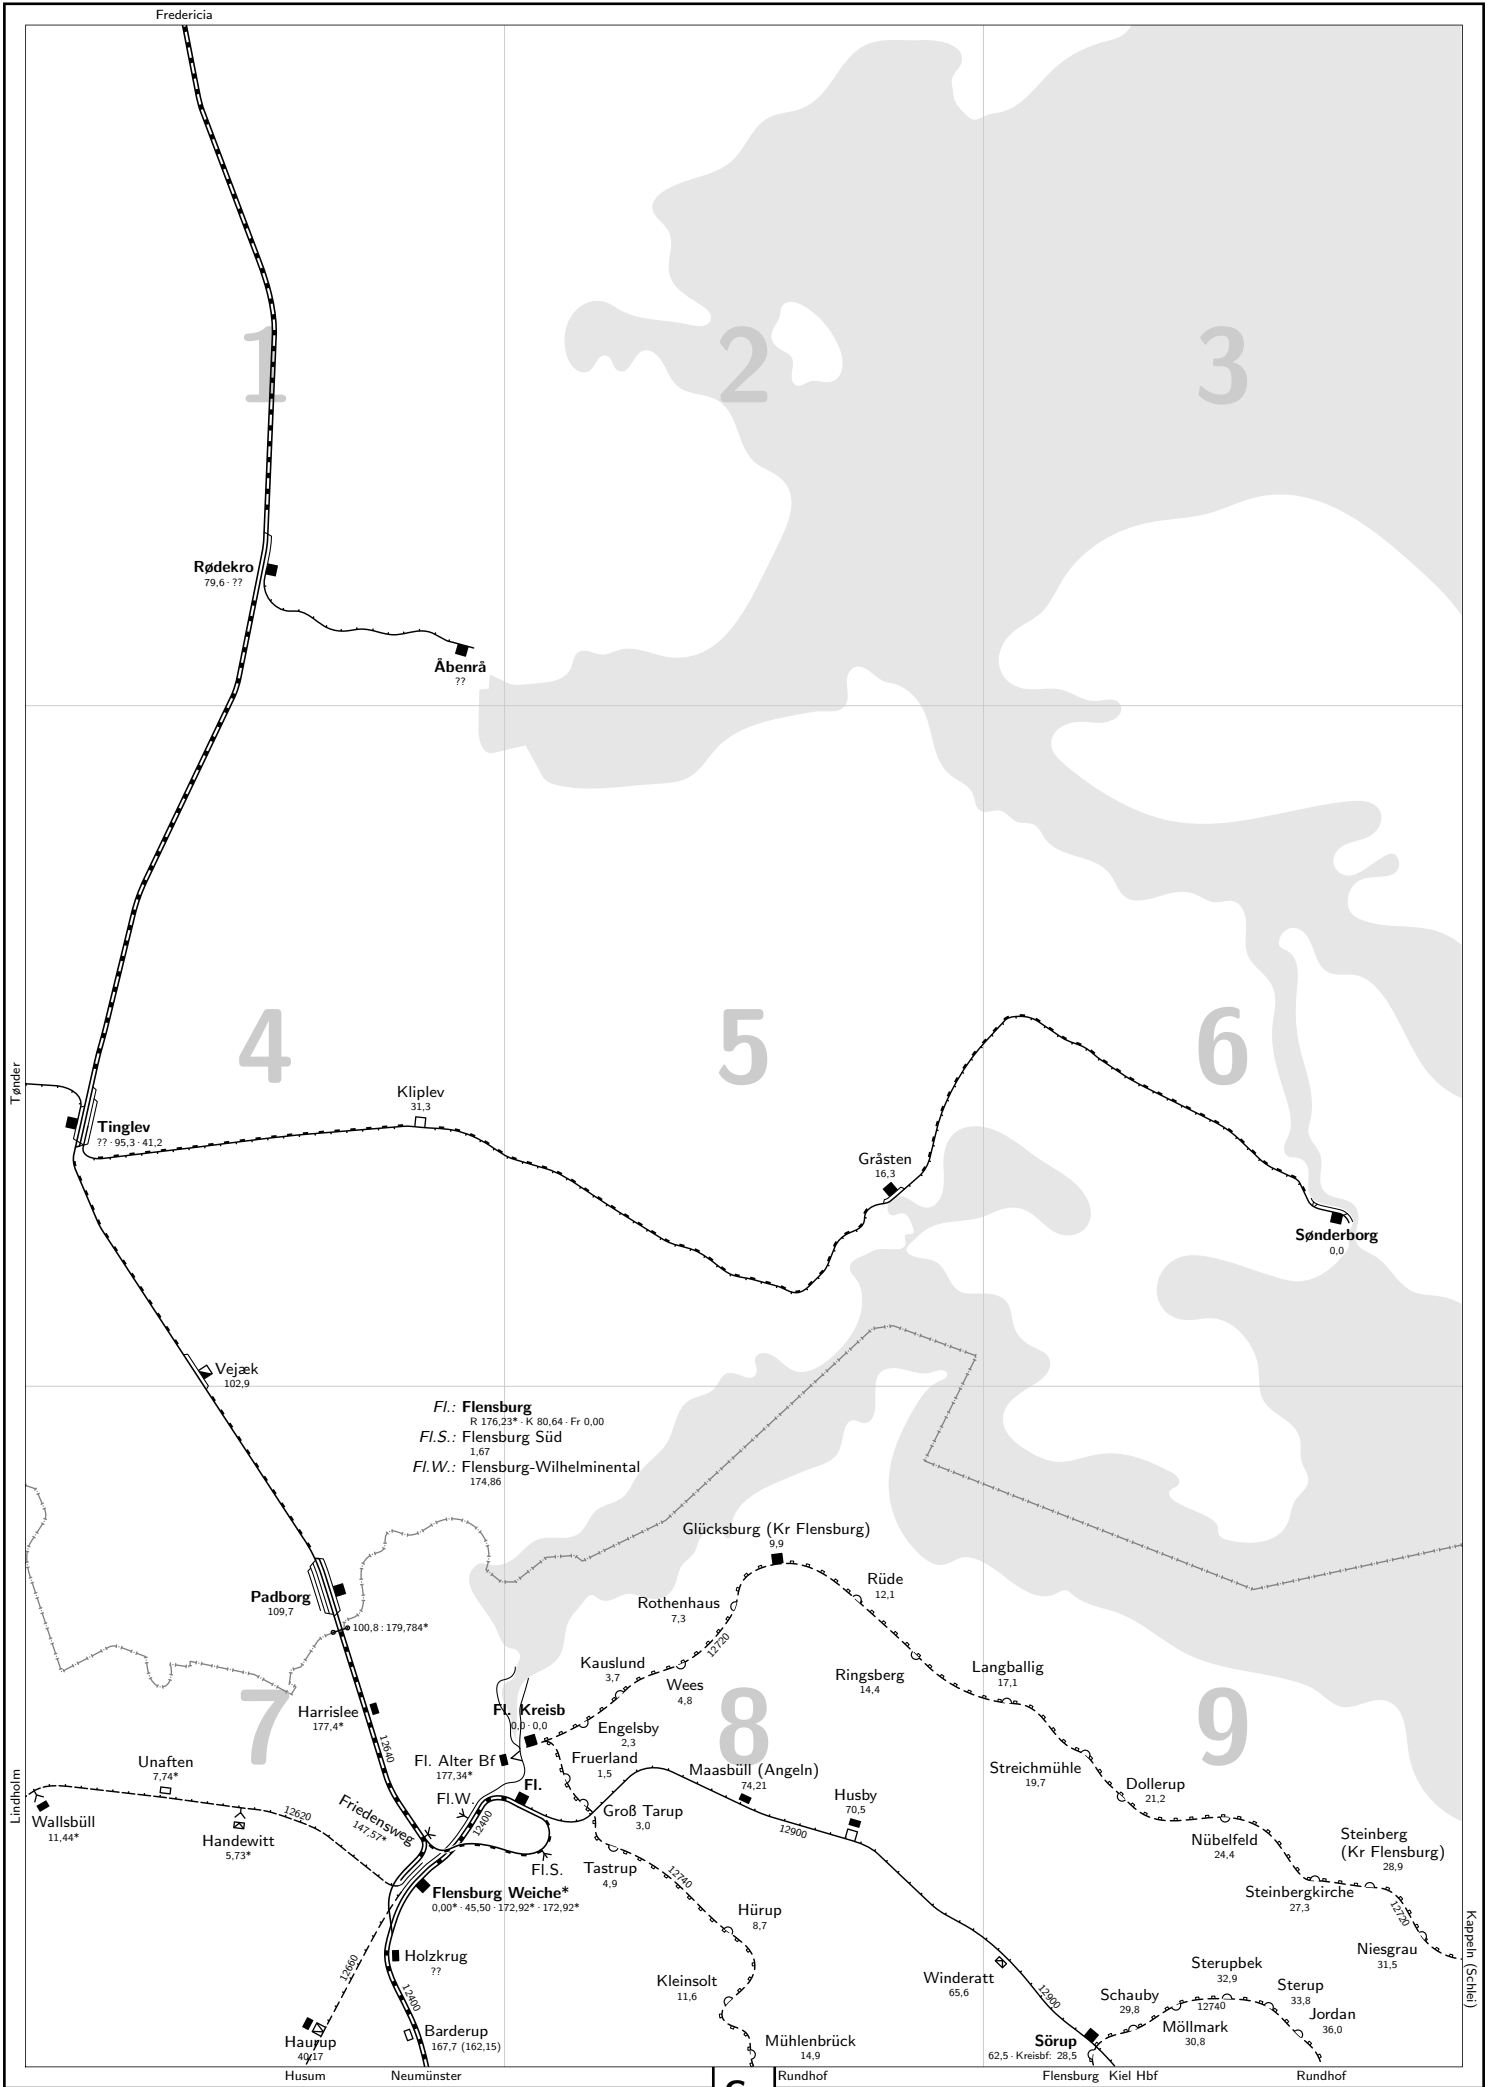 Fredericia
1
2
3
Rødekro
79,6 · ??
Åbenrå
??
4
5
6
Tønder
Kliplev
31,3
Tinglev
?? · 95,3 · 41,2
Gråsten
16,3
Sønderborg
0,0
Vejæk
102,9
Fl.: Flensburg
R 176,23* · K 80,64 · Fr 0,00
Fl.S.: Flensburg Süd
1,67
Fl.W.: Flensburg-Wilhelminental
174,86
Glücksburg (Kr Flensburg)
9,9
Rüde
12,1
Padborg
109,7
Rothenhaus
7,3
100,8 : 179,784*
12720
Kauslund
3,7
Wees
4,8
Ringsberg
14,4
Langballig
17,1
7
8
9
Harrislee
177,4*
Fl. Kreisb
0,0 · 0,0
Engelsby
2,3
12640
Unaften
7,74*
Fl. Alter Bf
177,34*
Fruerland
1,5
Maasbüll (Angeln)
74,21
Streichmühle
19,7
Dollerup
21,2
Lindholm
Wallsbüll
11,44*
12620
Handewitt
5,73*
Friedensweg
147,57*
Fl.W.
Fl.
12400
Groß Tarup
3,0
Husby
70,5
12900
Nübelfeld
24,4
Steinberg
(Kr Flensburg)
28,9
Fl.S.
Tastrup
4,9
12740
Steinbergkirche
27,3
12720
Flensburg Weiche*
0,00* · 45,50 · 172,92* · 172,92*
Hürup
8,7
Kappeln (Schlei)
Niesgrau
31,5
Holzkrug
??
12660
12400
Kleinsolt
11,6
Winderatt
65,6
12900
Sterupbek
32,9
Schauby
29,8
12740
Sterup
33,8
Möllmark
30,8
Jordan
36,0
Haurup
40,17
Barderup
167,7 (162,15)
Mühlenbrück
14,9
Sörup
62,5 · Kreisbf: 28,5
Husum
Neumünster
Rundhof
Flensburg
Kiel Hbf
Rundhof